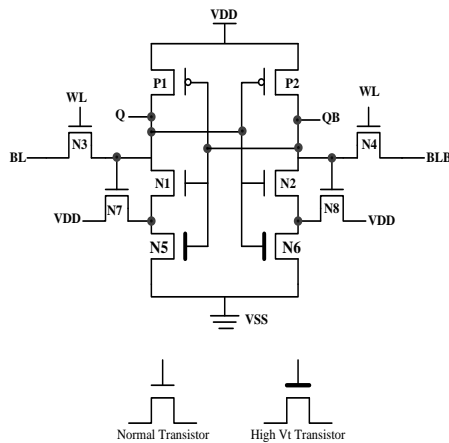 VDD
P1
P2
WL
Q
QB
WL
BL
N3
N4
BLB
N1
N2
N7
N8
VDD
VDD
N5
N6
VSS
Normal Transistor
High Vt Transistor